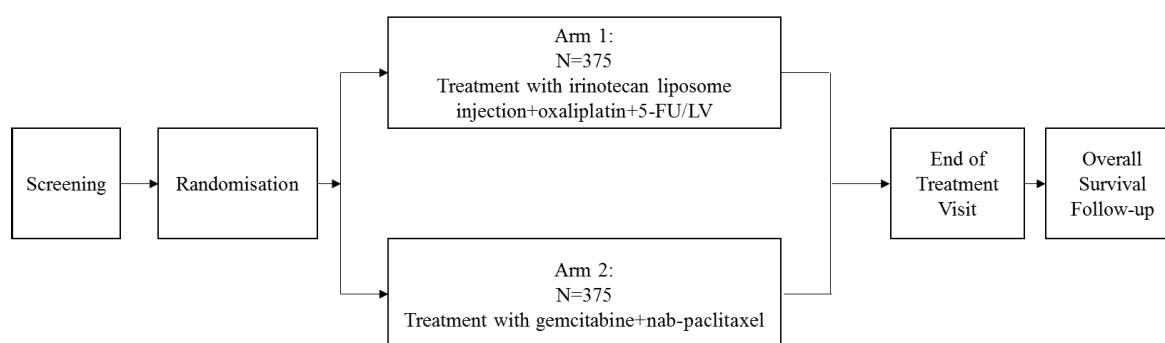 Screening
Randomisation
Arm 1:
N=375
Treatment with irinotecan liposome
injection+oxaliplatin+5-FU/LV
Arm 2:
N=375
Treatment with gemcitabine+nab-paclitaxel
End of
Treatment
Visit
Overall
Survival
Follow-up